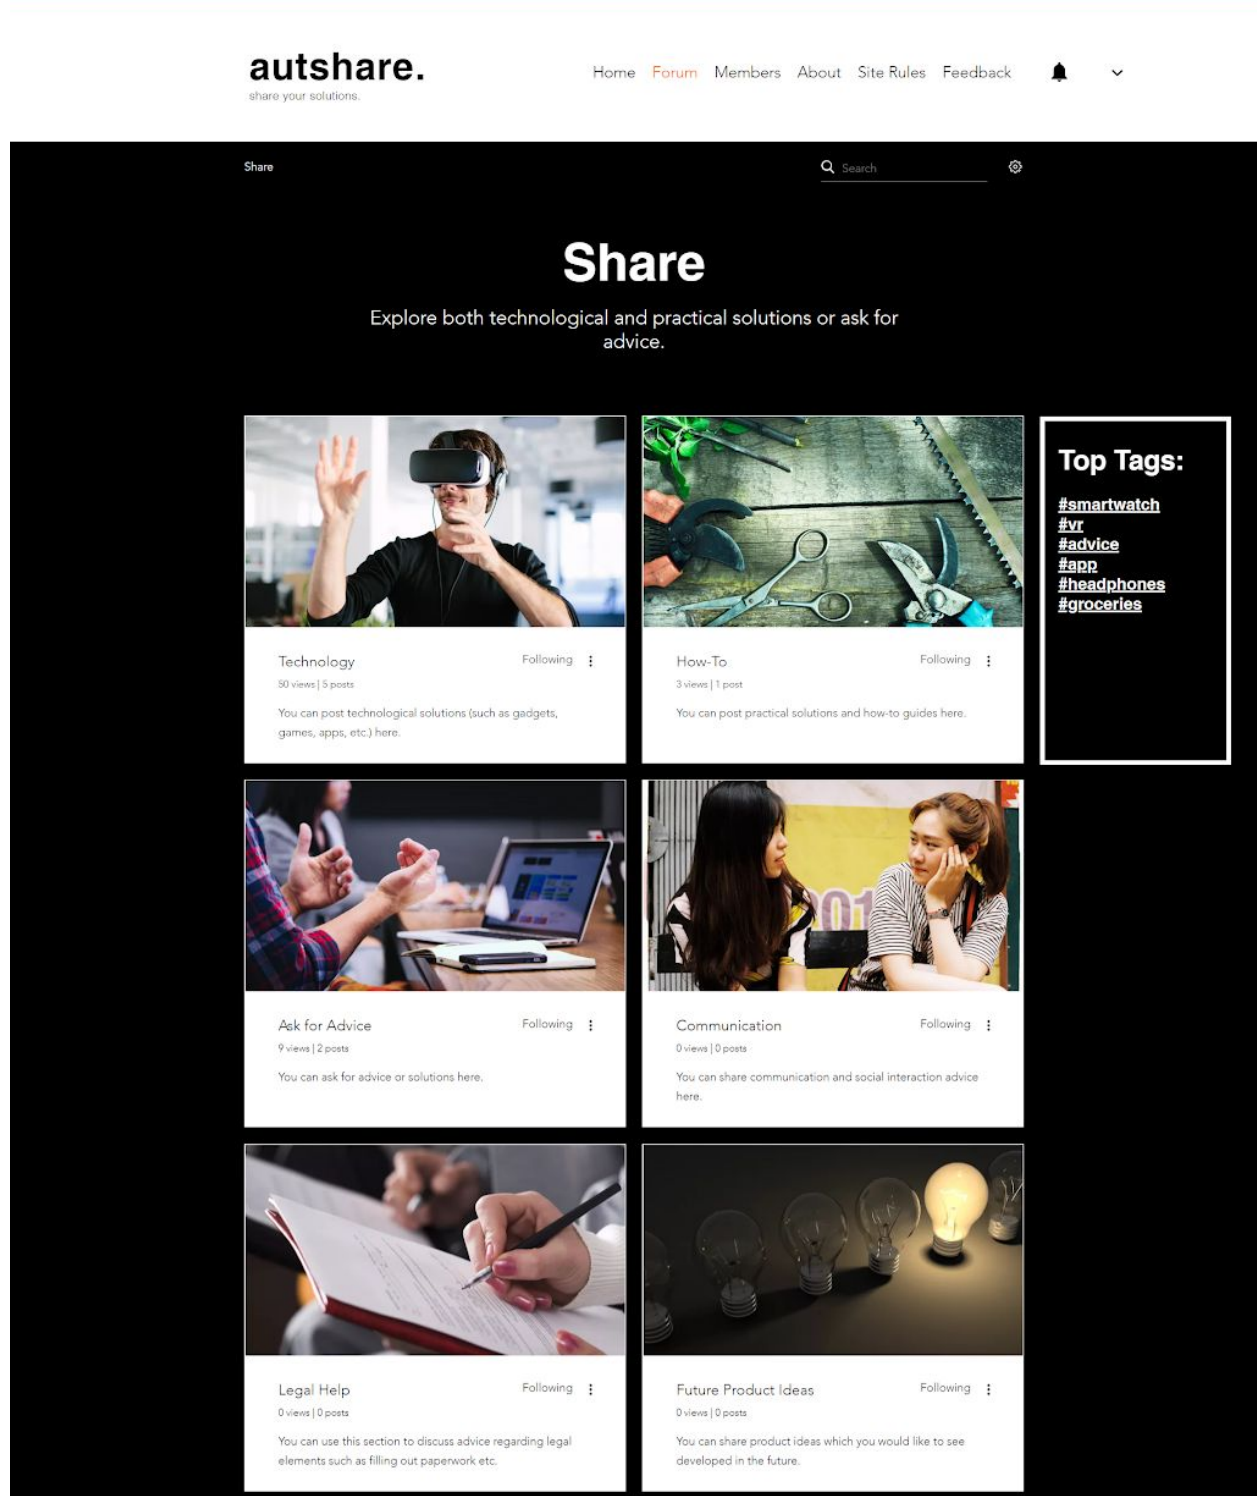 autshare.
share your solutions.
Home Forum Members About Site Rules Feedback
Share
Search
Share
Explore both technological and practical solutions or ask for
advice.
Technology
Following
50 views | 5 posts
You can post technological solutions (such as gadgets,
games, apps, etc.) here.
How-To
Following
3 views | 1 post
You can post practical solutions and how-to guides here.
Top Tags:
#smartwatch
#vr
#advice
#app
#headphones
#groceries
Ask for Advice
Following
9 views | 2 posts
You can ask for advice or solutions here.
201
Communication
Following
0 views | 0 posts
You can share communication and social interaction advice
here.
Legal Help
Following
0 views | 0 posts
You can use this section to discuss advice regarding legal
elements such as filling out paperwork etc.
Future Product Ideas
Following
0 views | 0 posts
You can share product ideas which you would like to see
developed in the future.